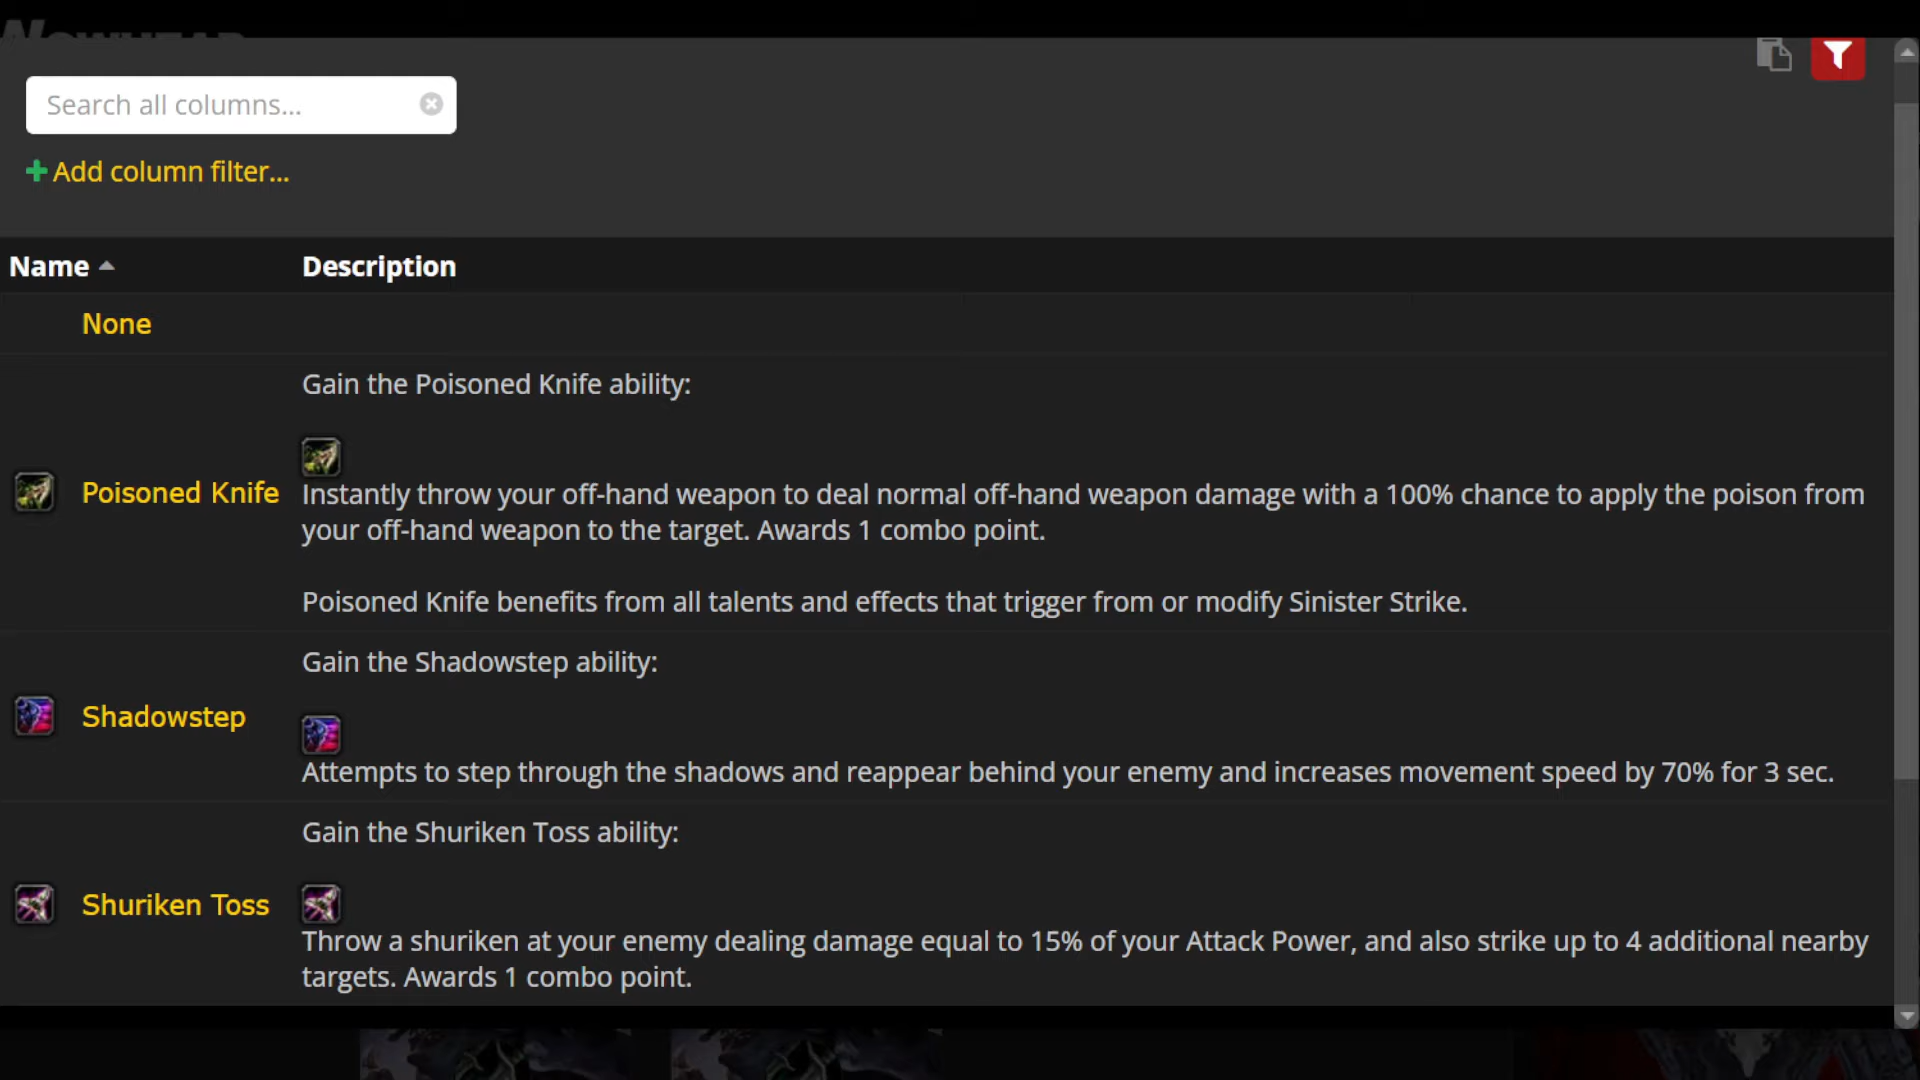 Search all columns...
Add column filter...
Name
Description
None
Gain the Poisoned Knife ability:
Poisoned Knife
Instantly throw your off-hand weapon to deal normal off-hand weapon damage with a 100% chance to apply the poison from
your off-hand weapon to the target. Awards 1 combo point.
Poisoned Knife benefits from all talents and effects that trigger from or modify Sinister Strike.
Gain the Shadowstep ability:
Shadowstep
Attempts to step through the shadows and reappear behind your enemy and increases movement speed by 70% for 3 sec.
Gain the Shuriken Toss ability:
Shuriken Toss
Throw a shuriken at your enemy dealing damage equal to 15% of your Attack Power, and also strike up to 4 additional nearby
targets. Awards 1 combo point.